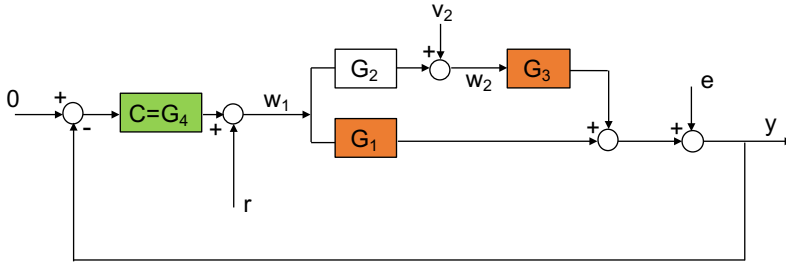 v₂
+
G₂
w₂
G₃
0
+
-
C=G₄
+
w₁
e
+
+
y
G₁
r